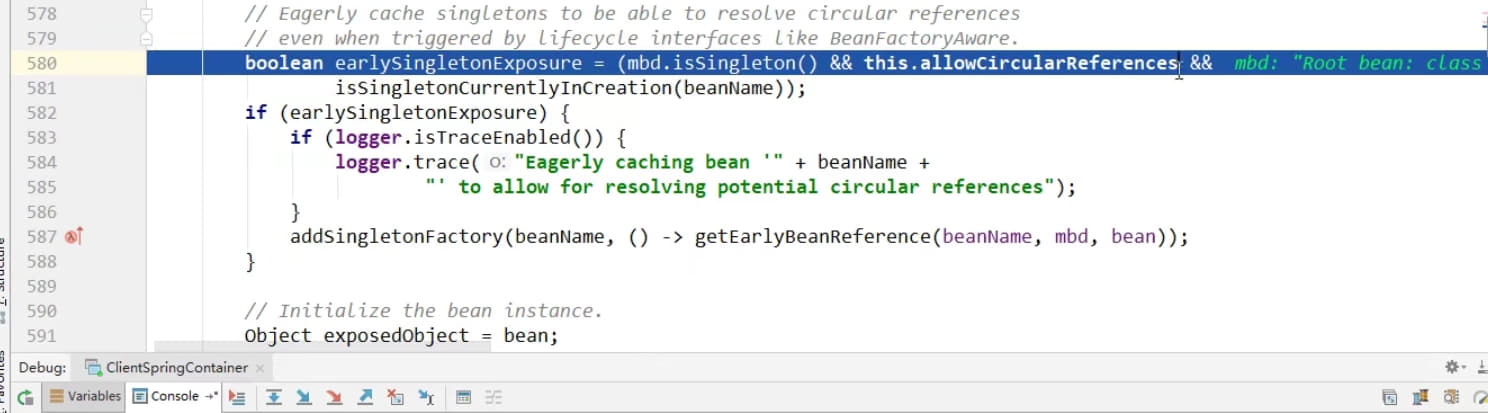 578 // Eagerly cache singletons to be able to resolve circular references
579 // even when triggered by lifecycle interfaces like BeanFactoryAware.
580 boolean earlySingletonExposure = (mbd.isSingleton() && this.allowCircularReferences && mbd: "Root bean: class
581 isSingletonCurrentlyInCreation(beanName));
582 if (earlySingletonExposure) {
583 if (logger.isTraceEnabled()) {
584 logger.trace( o: "Eagerly caching bean '" + beanName +
585 "' to allow for resolving potential circular references");
586 }
587 addSingletonFactory(beanName, () -> getEarlyBeanReference(beanName, mbd, bean));
588 }
589
590 // Initialize the bean instance.
591 Object exposedObject = bean;
Debug: ClientSpringContainer
Variables Console